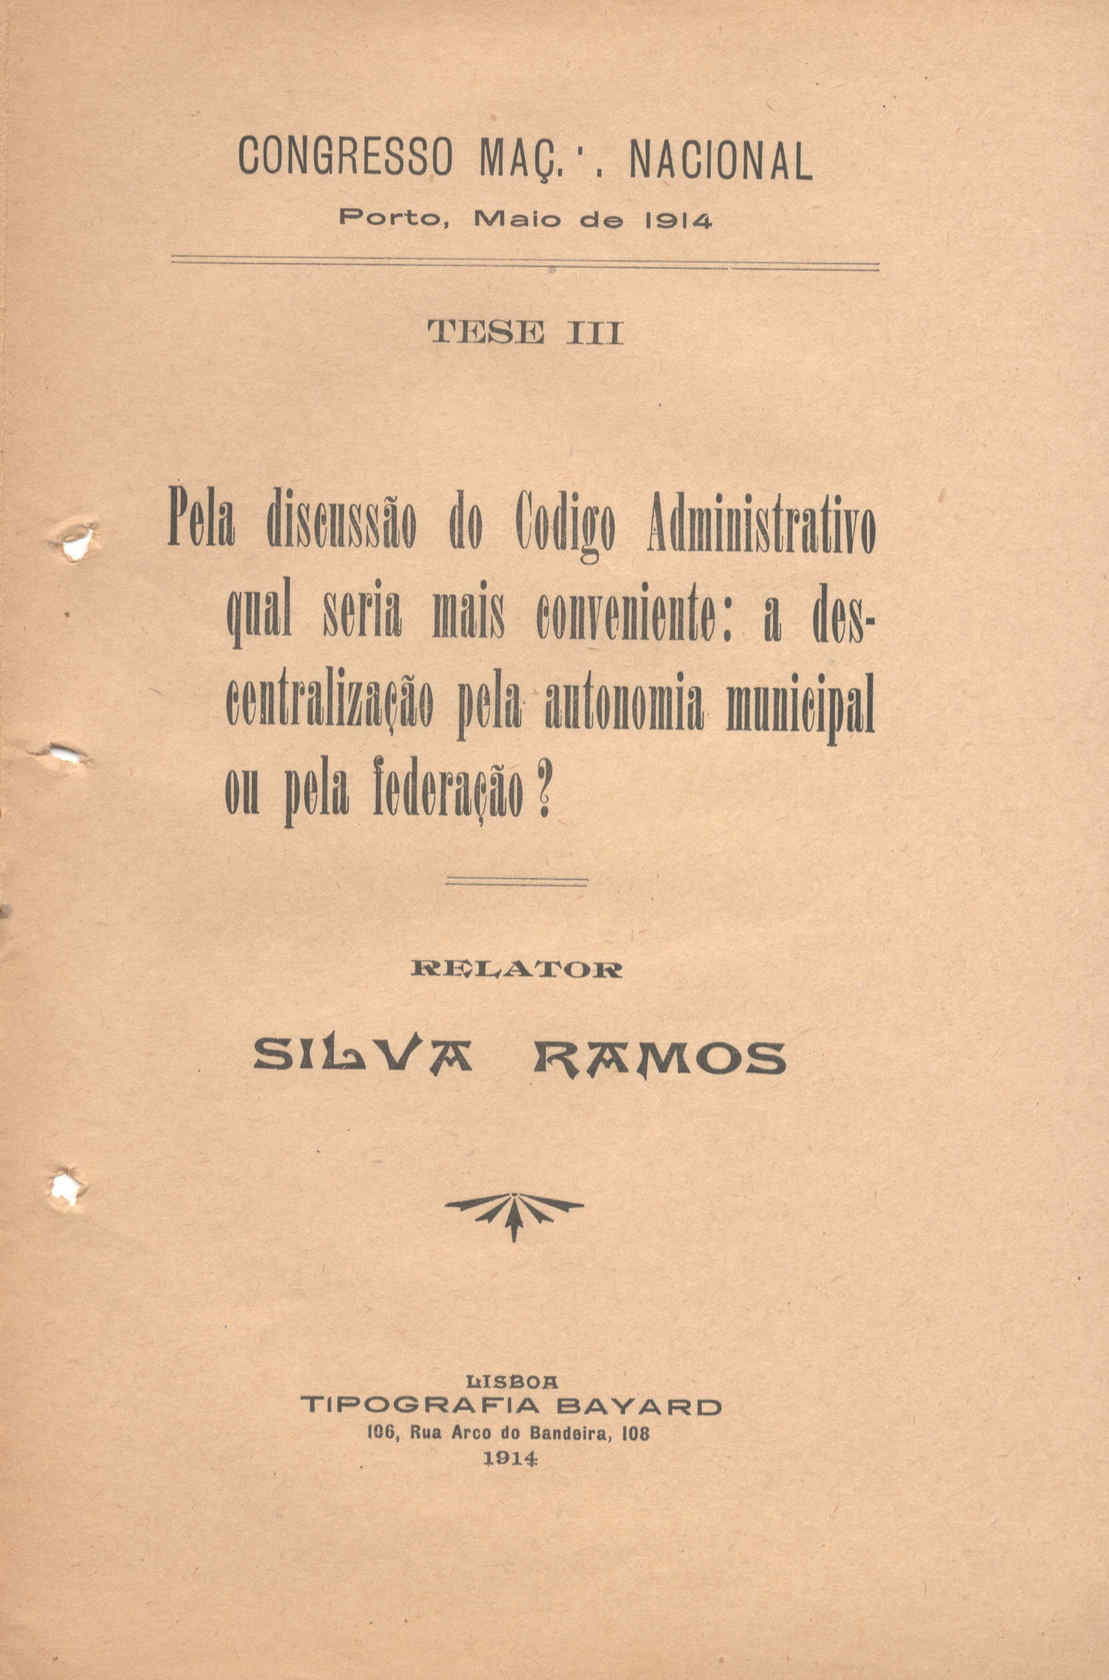 CONGRESSO MAÇ.·. NACIONAL
Porto, Maio de 1914
TESE III
Pela discussão do Codigo Administrativo
qual seria mais conveniente: a des-
centralização pela autonomia municipal
ou pela federação?
RELATOR
SILVA RAMOS
LISBOA
TIPOGRAFIA BAYARD
106, Rua Arco do Bandeira, 108
1914